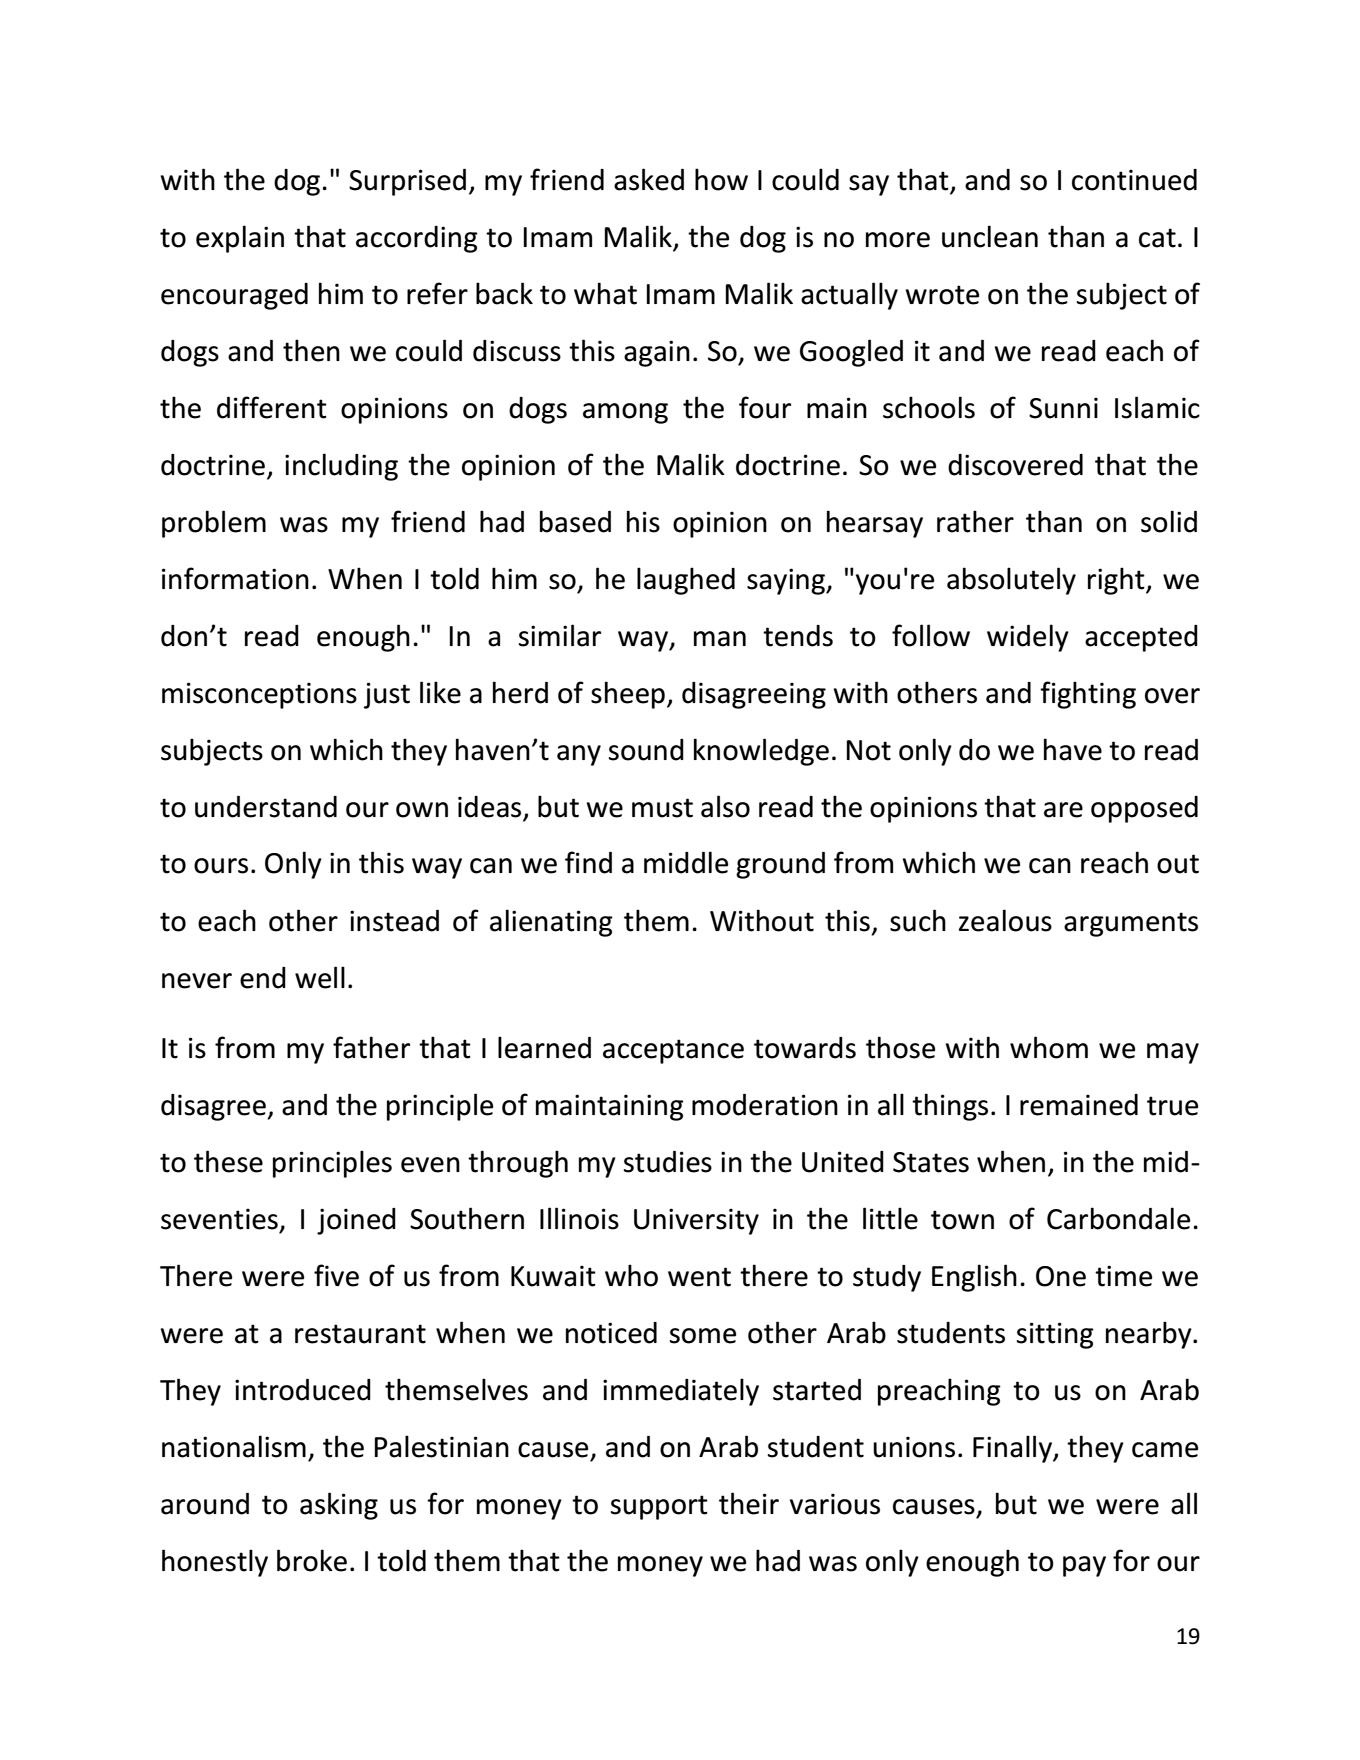 with the dog." Surprised, my friend asked how I could say that, and so I continued
to explain that according to Imam Malik, the dog is no more unclean than a cat. I
encouraged him to refer back to what Imam Malik actually wrote on the subject of
dogs and then we could discuss this again. So, we Googled it and we read each of
the different opinions on dogs among the four main schools of Sunni Islamic
doctrine, including the opinion of the Malik doctrine. So we discovered that the
problem was my friend had based his opinion on hearsay rather than on solid
information. When I told him so, he laughed saying, "you're absolutely right, we
don’t read enough." In a similar way, man tends to follow widely accepted
misconceptions just like a herd of sheep, disagreeing with others and fighting over
subjects on which they haven’t any sound knowledge. Not only do we have to read
to understand our own ideas, but we must also read the opinions that are opposed
to ours. Only in this way can we find a middle ground from which we can reach out
to each other instead of alienating them. Without this, such zealous arguments
never end well.
It is from my father that I learned acceptance towards those with whom we may
disagree, and the principle of maintaining moderation in all things. I remained true
to these principles even through my studies in the United States when, in the mid-
seventies, I joined Southern Illinois University in the little town of Carbondale.
There were five of us from Kuwait who went there to study English. One time we
were at a restaurant when we noticed some other Arab students sitting nearby.
They introduced themselves and immediately started preaching to us on Arab
nationalism, the Palestinian cause, and on Arab student unions. Finally, they came
around to asking us for money to support their various causes, but we were all
honestly broke. I told them that the money we had was only enough to pay for our
19